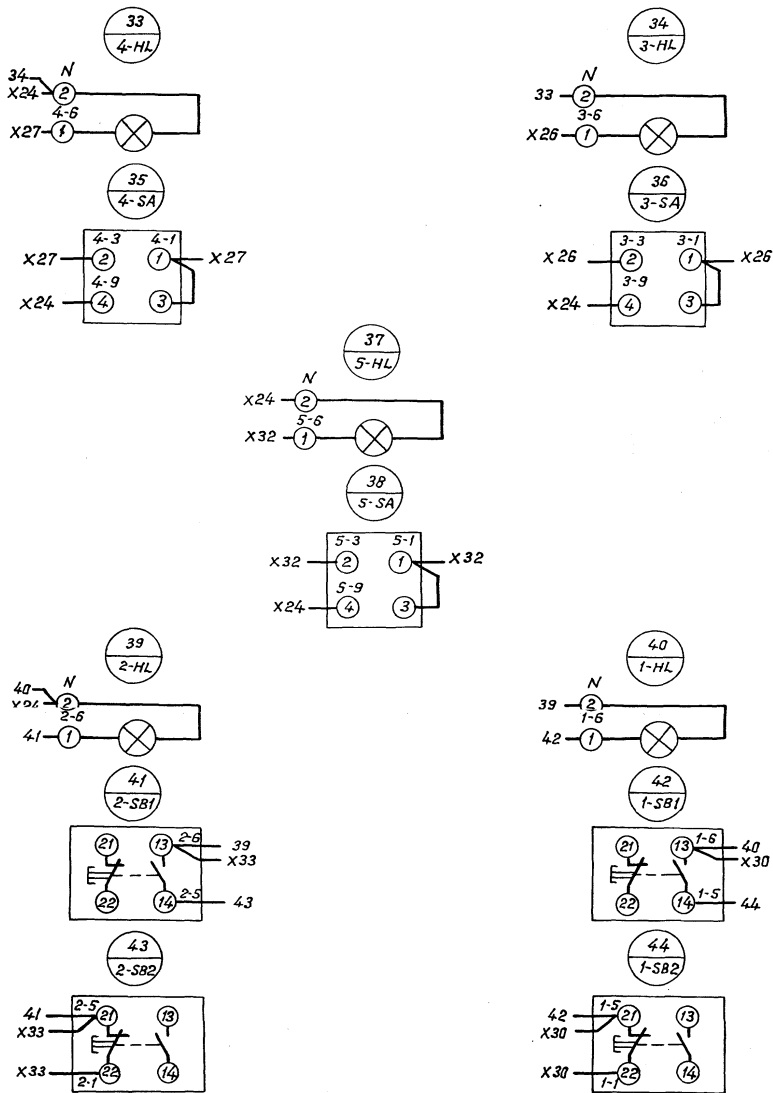 33
4-HL
34
3-HL
34
X24
N
2
4-6
X27
1
33
N
2
3-6
X26
1
35
4-SA
36
3-SA
4-3
4-1
X27
2
1
X27
4-9
X24
4
3
3-3
3-1
X26
2
1
X26
3-9
X24
4
3
37
5-HL
N
X24
2
5-6
X32
1
38
5-SA
5-3
5-1
X32
2
1
X32
5-9
X24
4
3
39
2-HL
40
1-HL
40
X24
N
2
2-6
41
1
N
39
2
1-6
42
1
41
2-SB1
42
1-SB1
21
13
2-6
39
X33
22
14
2-5
43
21
13
1-6
40
X30
22
14
1-5
44
43
2-SB2
44
1-SB2
41
X33
2-5
21
13
X33
2-1
22
14
42
X30
1-5
21
13
X30
1-1
22
14